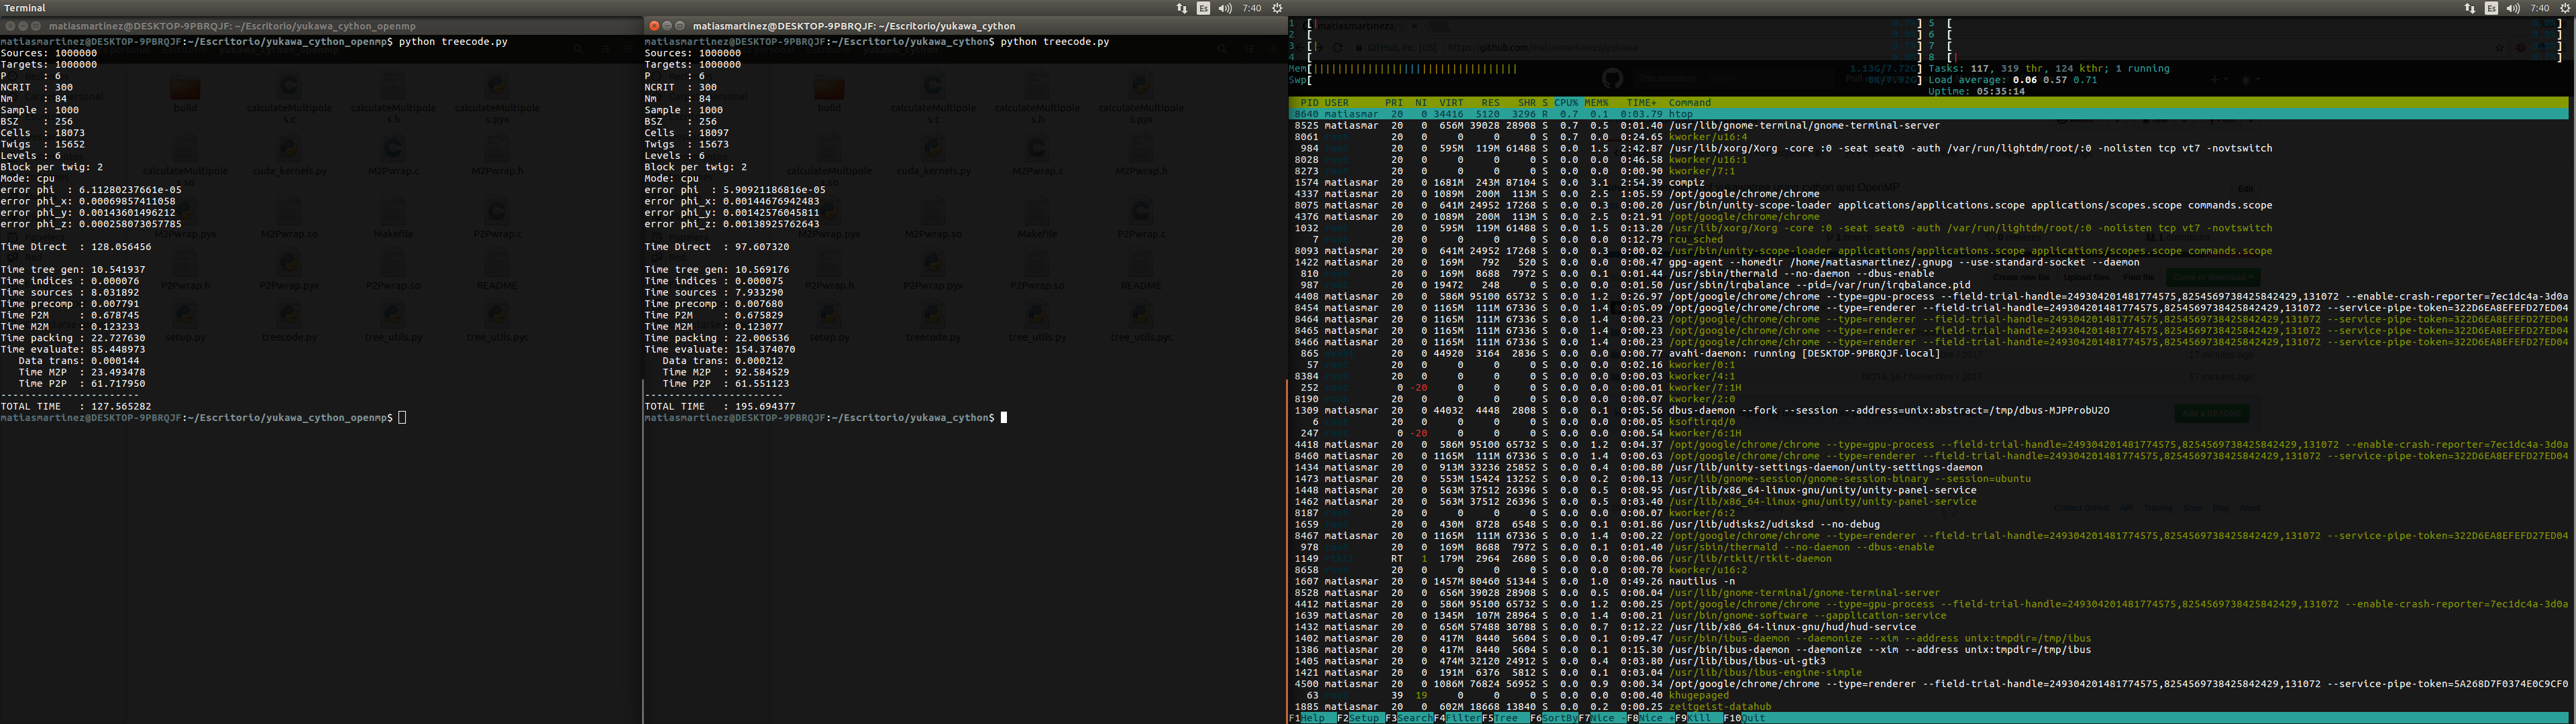 Terminal
Es 7:40
Es 7:40
matiasmartinez@DESKTOP-9PBRQJF: ~/Escritorio/yukawa_cython_openmp
matiasmartinez@DESKTOP-9PBRQJF:~/Escritorio/yukawa_cython_openmp$ python treecode.py
Sources: 1000000
Targets: 1000000
P : 6
NCRIT : 300
Nm : 84
Sample : 1000
BSZ : 256
Cells : 18073
Twigs : 15652
Levels : 6
Block per twig: 2
Mode: cpu
error phi : 6.11280237661e-05
error phi_x: 0.00069857411058
error phi_y: 0.00143601496212
error phi_z: 0.000258073057785
Time Direct : 128.056456
Time tree gen: 10.541937
Time indices : 0.000076
Time sources : 8.031892
Time precomp : 0.007791
Time P2M : 0.678745
Time M2M : 0.123233
Time packing : 22.727630
Time evaluate: 85.448973
Data trans: 0.000144
Time M2P : 23.493478
Time P2P : 61.717950
------------------------
TOTAL TIME : 127.565282
matiasmartinez@DESKTOP-9PBRQJF:~/Escritorio/yukawa_cython_openmp$
matiasmartinez@DESKTOP-9PBRQJF: ~/Escritorio/yukawa_cython
matiasmartinez@DESKTOP-9PBRQJF:~/Escritorio/yukawa_cython$ python treecode.py
Sources: 1000000
Targets: 1000000
P : 6
NCRIT : 300
Nm : 84
Sample : 1000
BSZ : 256
Cells : 18097
Twigs : 15673
Levels : 6
Block per twig: 2
Mode: cpu
error phi : 5.90921186816e-05
error phi_x: 0.00144676942483
error phi_y: 0.00142576045811
error phi_z: 0.00138925762643
Time Direct : 97.607320
Time tree gen: 10.569176
Time indices : 0.000075
Time sources : 7.933290
Time precomp : 0.007680
Time P2M : 0.675829
Time M2M : 0.123077
Time packing : 22.006536
Time evaluate: 154.374070
Data trans: 0.000212
Time M2P : 92.584529
Time P2P : 61.551123
------------------------
TOTAL TIME : 195.694377
matiasmartinez@DESKTOP-9PBRQJF:~/Escritorio/yukawa_cython$
Mem 1.13G/7.72G Tasks: 117, 319 thr, 124 kthr; 1 running
Swp 0K/7.92G Load average: 0.06 0.57 0.71
Uptime: 05:35:14
PID USER PRI NI VIRT RES SHR S CPU% MEM% TIME+ Command
8640 matiasmar 20 0 34416 5120 3296 R 0.7 0.1 0:03.79 htop
8525 matiasmar 20 0 656M 39028 28908 S 0.7 0.5 0:01.40 /usr/lib/gnome-terminal/gnome-terminal-server
8061 20 0 0 0 0 S 0.7 0.0 0:24.65 kworker/u16:4
984 20 0 595M 119M 61488 S 0.0 1.5 2:42.87 /usr/lib/xorg/Xorg -core :0 -seat seat0 -auth /var/run/lightdm/root/:0 -nolisten tcp vt7 -novtswitch
8028 20 0 0 0 0 S 0.0 0.0 0:46.58 kworker/u16:1
8273 20 0 0 0 0 S 0.0 0.0 0:00.90 kworker/7:1
1574 matiasmar 20 0 1681M 243M 87104 S 0.0 3.1 2:54.39 compiz
4337 matiasmar 20 0 1089M 200M 113M S 0.0 2.5 1:05.59 /opt/google/chrome/chrome
8075 matiasmar 20 0 641M 24952 17268 S 0.0 0.3 0:00.20 /usr/bin/unity-scope-loader applications/applications.scope applications/scopes.scope commands.scope
4376 matiasmar 20 0 1089M 200M 113M S 0.0 2.5 0:21.91 /opt/google/chrome/chrome
1032 20 0 595M 119M 61488 S 0.0 1.5 0:13.20 /usr/lib/xorg/Xorg -core :0 -seat seat0 -auth /var/run/lightdm/root/:0 -nolisten tcp vt7 -novtswitch
7 20 0 0 0 0 S 0.0 0.0 0:12.79 rcu_sched
8093 matiasmar 20 0 641M 24952 17268 S 0.0 0.3 0:00.02 /usr/bin/unity-scope-loader applications/applications.scope applications/scopes.scope commands.scope
1422 matiasmar 20 0 169M 792 520 S 0.0 0.0 0:00.47 gpg-agent --homedir /home/matiasmartinez/.gnupg --use-standard-socket --daemon
810 20 0 169M 8688 7972 S 0.0 0.1 0:01.44 /usr/sbin/thermald --no-daemon --dbus-enable
987 20 0 19472 248 0 S 0.0 0.0 0:01.50 /usr/sbin/irqbalance --pid=/var/run/irqbalance.pid
4408 matiasmar 20 0 586M 95100 65732 S 0.0 1.2 0:26.97 /opt/google/chrome/chrome --type=gpu-process --field-trial-handle=249304201481774575,8254569738425842429,131072 --enable-crash-reporter=7ec1dc4a-3d0a
8454 matiasmar 20 0 1165M 111M 67336 S 0.0 1.4 0:05.09 /opt/google/chrome/chrome --type=renderer --field-trial-handle=249304201481774575,8254569738425842429,131072 --service-pipe-token=322D6EA8EFEFD27ED04
8464 matiasmar 20 0 1165M 111M 67336 S 0.0 1.4 0:00.23 /opt/google/chrome/chrome --type=renderer --field-trial-handle=249304201481774575,8254569738425842429,131072 --service-pipe-token=322D6EA8EFEFD27ED04
8465 matiasmar 20 0 1165M 111M 67336 S 0.0 1.4 0:00.23 /opt/google/chrome/chrome --type=renderer --field-trial-handle=249304201481774575,8254569738425842429,131072 --service-pipe-token=322D6EA8EFEFD27ED04
8466 matiasmar 20 0 1165M 111M 67336 S 0.0 1.4 0:00.23 /opt/google/chrome/chrome --type=renderer --field-trial-handle=249304201481774575,8254569738425842429,131072 --service-pipe-token=322D6EA8EFEFD27ED04
865 avahi 20 0 44920 3164 2836 S 0.0 0.0 0:00.77 avahi-daemon: running [DESKTOP-9PBRQJF.local]
57 20 0 0 0 0 S 0.0 0.0 0:02.16 kworker/0:1
8384 20 0 0 0 0 S 0.0 0.0 0:00.03 kworker/4:1
252 0 -20 0 0 0 S 0.0 0.0 0:00.01 kworker/7:1H
8190 20 0 0 0 0 S 0.0 0.0 0:00.07 kworker/2:0
1309 matiasmar 20 0 44032 4448 2808 S 0.0 0.1 0:05.56 dbus-daemon --fork --session --address=unix:abstract=/tmp/dbus-MJPProbU2O
6 20 0 0 0 0 S 0.0 0.0 0:00.05 ksoftirqd/0
247 0 -20 0 0 0 S 0.0 0.0 0:00.54 kworker/6:1H
4418 matiasmar 20 0 586M 95100 65732 S 0.0 1.2 0:04.37 /opt/google/chrome/chrome --type=gpu-process --field-trial-handle=249304201481774575,8254569738425842429,131072 --enable-crash-reporter=7ec1dc4a-3d0a
8460 matiasmar 20 0 1165M 111M 67336 S 0.0 1.4 0:00.63 /opt/google/chrome/chrome --type=renderer --field-trial-handle=249304201481774575,8254569738425842429,131072 --service-pipe-token=322D6EA8EFEFD27ED04
1434 matiasmar 20 0 913M 33236 25852 S 0.0 0.4 0:00.80 /usr/lib/unity-settings-daemon/unity-settings-daemon
1473 matiasmar 20 0 553M 15424 13252 S 0.0 0.2 0:00.13 /usr/lib/gnome-session/gnome-session-binary --session=ubuntu
1448 matiasmar 20 0 563M 37512 26396 S 0.0 0.5 0:08.95 /usr/lib/x86_64-linux-gnu/unity/unity-panel-service
1462 matiasmar 20 0 563M 37512 26396 S 0.0 0.5 0:03.40 /usr/lib/x86_64-linux-gnu/unity/unity-panel-service
8187 20 0 0 0 0 S 0.0 0.0 0:00.07 kworker/6:2
1659 20 0 430M 8728 6548 S 0.0 0.1 0:01.86 /usr/lib/udisks2/udisksd --no-debug
8467 matiasmar 20 0 1165M 111M 67336 S 0.0 1.4 0:00.22 /opt/google/chrome/chrome --type=renderer --field-trial-handle=249304201481774575,8254569738425842429,131072 --service-pipe-token=322D6EA8EFEFD27ED04
978 20 0 169M 8688 7972 S 0.0 0.1 0:01.40 /usr/sbin/thermald --no-daemon --dbus-enable
1149 rtkit RT 1 179M 2964 2680 S 0.0 0.0 0:00.06 /usr/lib/rtkit/rtkit-daemon
8658 20 0 0 0 0 S 0.0 0.0 0:00.70 kworker/u16:2
1607 matiasmar 20 0 1457M 80460 51344 S 0.0 1.0 0:49.26 nautilus -n
8528 matiasmar 20 0 656M 39028 28908 S 0.0 0.5 0:00.04 /usr/lib/gnome-terminal/gnome-terminal-server
4412 matiasmar 20 0 586M 95100 65732 S 0.0 1.2 0:00.25 /opt/google/chrome/chrome --type=gpu-process --field-trial-handle=249304201481774575,8254569738425842429,131072 --enable-crash-reporter=7ec1dc4a-3d0a
1639 matiasmar 20 0 1345M 107M 28964 S 0.0 1.4 0:00.21 /usr/bin/gnome-software --gapplication-service
1432 matiasmar 20 0 656M 57488 30788 S 0.0 0.7 0:12.22 /usr/lib/x86_64-linux-gnu/hud/hud-service
1402 matiasmar 20 0 417M 8440 5604 S 0.0 0.1 0:09.47 /usr/bin/ibus-daemon --daemonize --xim --address unix:tmpdir=/tmp/ibus
1386 matiasmar 20 0 417M 8440 5604 S 0.0 0.1 0:15.30 /usr/bin/ibus-daemon --daemonize --xim --address unix:tmpdir=/tmp/ibus
1405 matiasmar 20 0 474M 32120 24912 S 0.0 0.4 0:03.80 /usr/lib/ibus/ibus-ui-gtk3
1421 matiasmar 20 0 191M 6376 5812 S 0.0 0.1 0:03.04 /usr/lib/ibus/ibus-engine-simple
4500 matiasmar 20 0 1086M 76824 56952 S 0.0 0.9 0:00.34 /opt/google/chrome/chrome --type=renderer --field-trial-handle=249304201481774575,8254569738425842429,131072 --service-pipe-token=5A268D7F0374E0C9CF0
63 39 19 0 0 0 S 0.0 0.0 0:00.40 khugepaged
1885 matiasmar 20 0 602M 18668 13840 S 0.0 0.2 0:00.25 zeitgeist-datahub
F1Help F2Setup F3Search F4Filter F5Tree F6SortBy F7Nice - F8Nice + F9Kill F10Quit